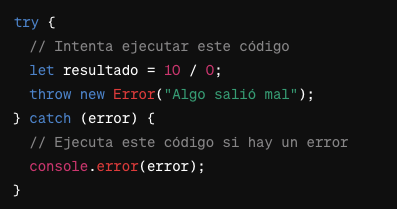 try {
  // Intenta ejecutar este código
  let resultado = 10 / 0;
  throw new Error("Algo salió mal");
} catch (error) {
  // Ejecuta este código si hay un error
  console.error(error);
}